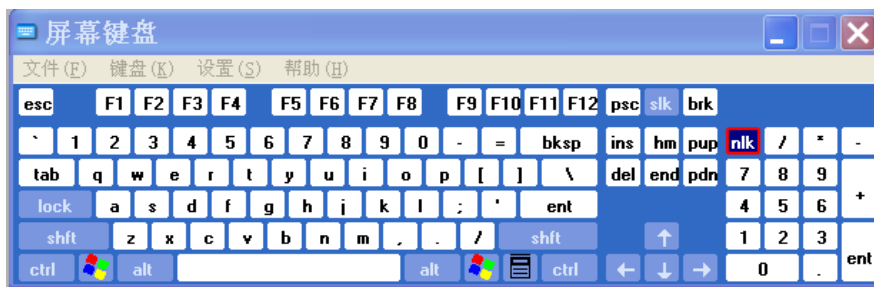 屏幕键盘
文件(F) 键盘(K) 设置(S) 帮助(H)
esc F1 F2 F3 F4 F5 F6 F7 F8 F9 F10 F11 F12 psc slk brk
` 1 2 3 4 5 6 7 8 9 0 - = bksp ins hm pup nlk / * -
tab q w e r t y u i o p [ ] \ del end pdn 7 8 9 +
lock a s d f g h j k l ; ' ent 4 5 6
shft z x c v b n m , . / shft ↑ 1 2 3 ent
ctrl alt alt ctrl ← ↓ → 0 .